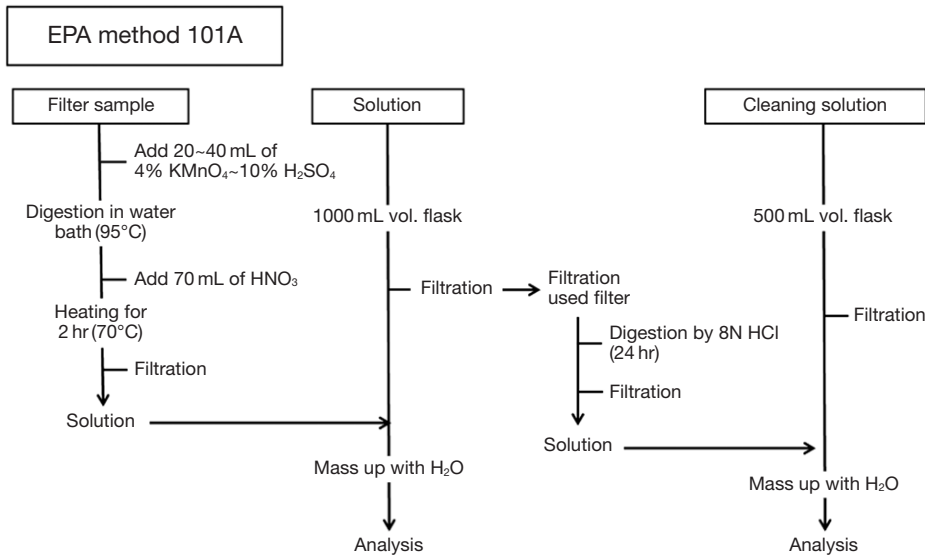 EPA method 101A
Filter sample
Add 20~40 mL of
4% KMnO₄~10% H₂SO₄
Digestion in water
bath (95°C)
Add 70 mL of HNO₃
Heating for
2 hr (70°C)
Filtration
Solution
Solution
1000 mL vol. flask
Filtration
Mass up with H₂O
Analysis
Filtration
used filter
Digestion by 8N HCl
(24 hr)
Filtration
Solution
Cleaning solution
500 mL vol. flask
Filtration
Mass up with H₂O
Analysis